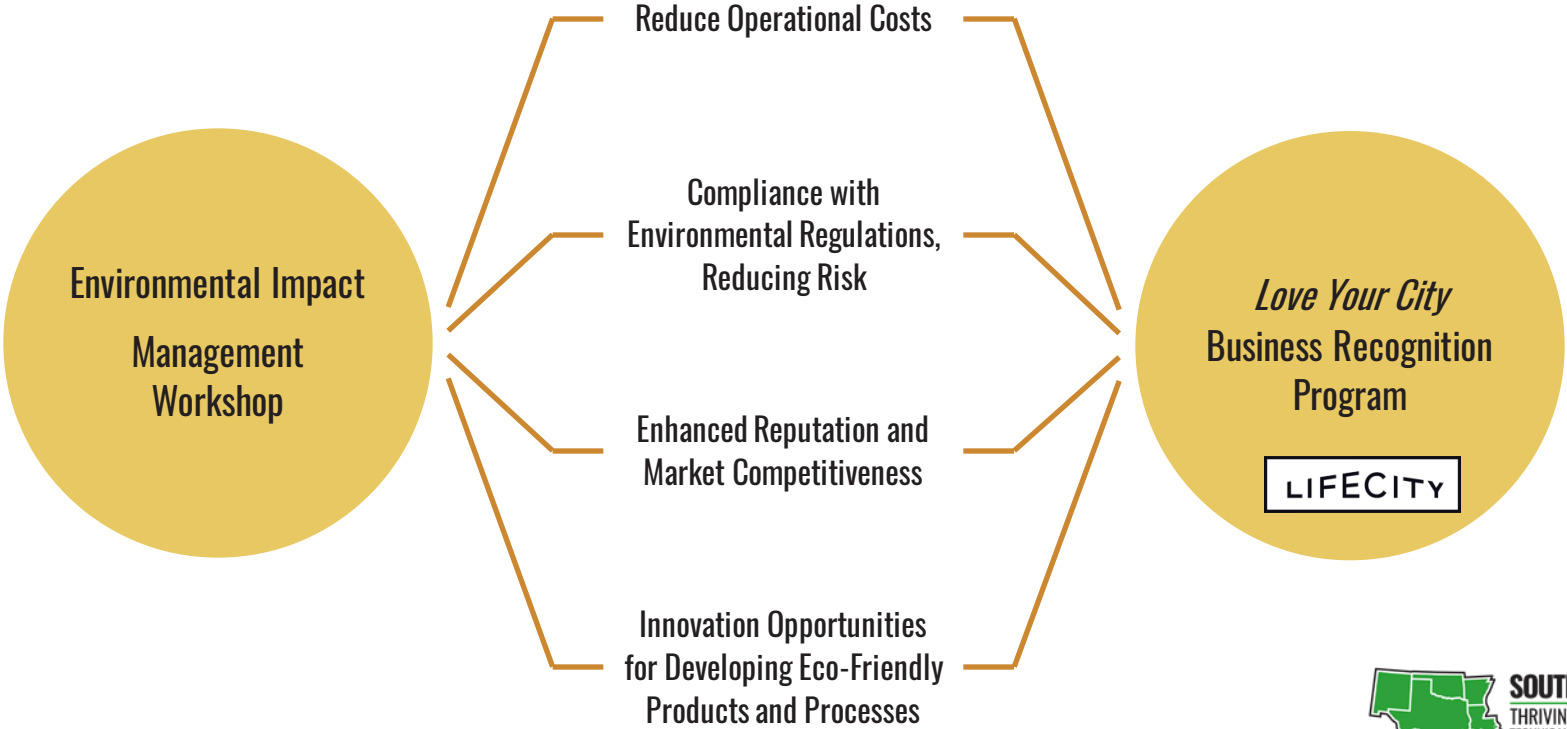 Reduce Operational Costs
Environmental Impact
Management
Workshop
Compliance with
Environmental Regulations,
Reducing Risk
Enhanced Reputation and
Market Competitiveness
Innovation Opportunities
for Developing Eco-Friendly
Products and Processes
Love Your City
Business Recognition
Program
LIFECITY